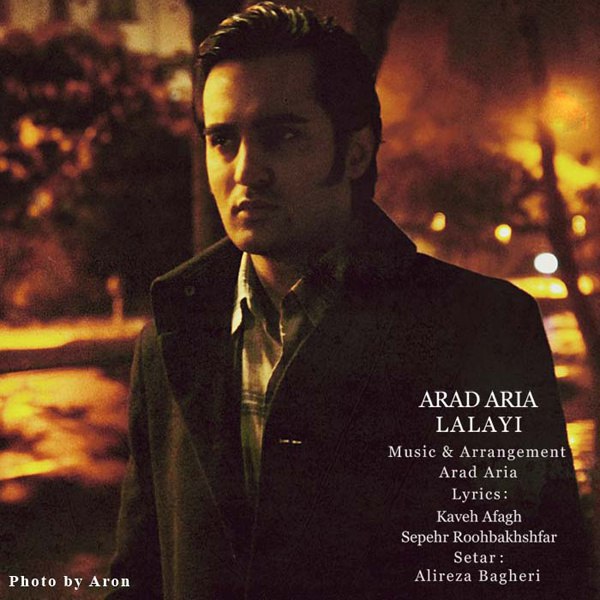 ARAD ARIA
LALAYI
Music & Arrangement
Arad Aria
Lyrics:
Kaveh Afagh
Sepehr Roohbakhshfar
Setar:
Alireza Bagheri
Photo by Aron